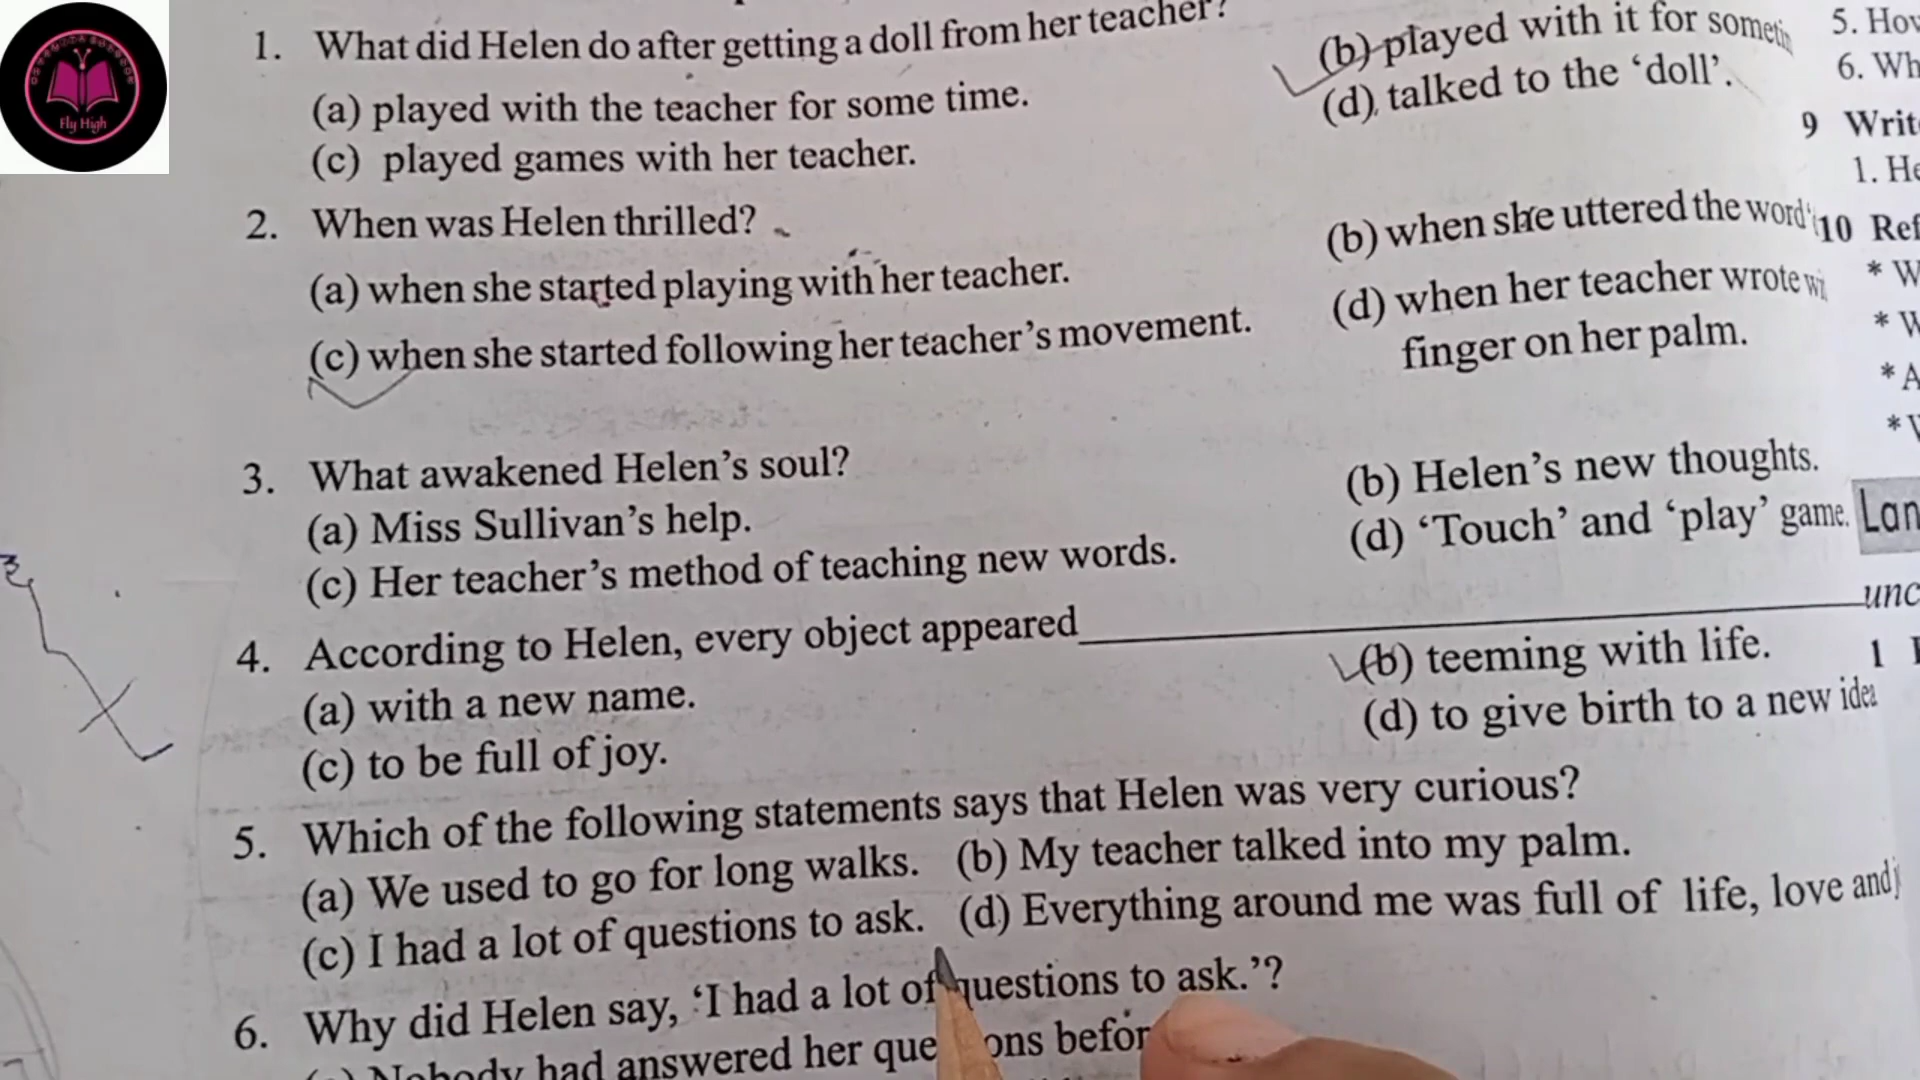 Fly High
1. What did Helen do after getting a doll from her teacher?
(a) played with the teacher for some time.
(b) played with it for
(c) played games with her teacher.
(d) talked to the ‘doll’.
2. When was Helen thrilled?
(a) when she started playing with her teacher.
(b) when she uttered the word
(c) when she started following her teacher’s movement.
(d) when her teacher wrote
finger on her palm.
3. What awakened Helen’s soul?
(a) Miss Sullivan’s help.
(b) Helen’s new thoughts.
(c) Her teacher’s method of teaching new words.
(d) ‘Touch’ and ‘play’ game.
4. According to Helen, every object appeared
(a) with a new name.
(b) teeming with life.
(c) to be full of joy.
(d) to give birth to a new idea
5. Which of the following statements says that Helen was very curious?
(a) We used to go for long walks. (b) My teacher talked into my palm.
(c) I had a lot of questions to ask. (d) Everything around me was full of life, love and
6. Why did Helen say, ‘I had a lot of questions to ask.’?
Nobody had answered her
5.
6.
9
1.
10
*
*
*
*
1